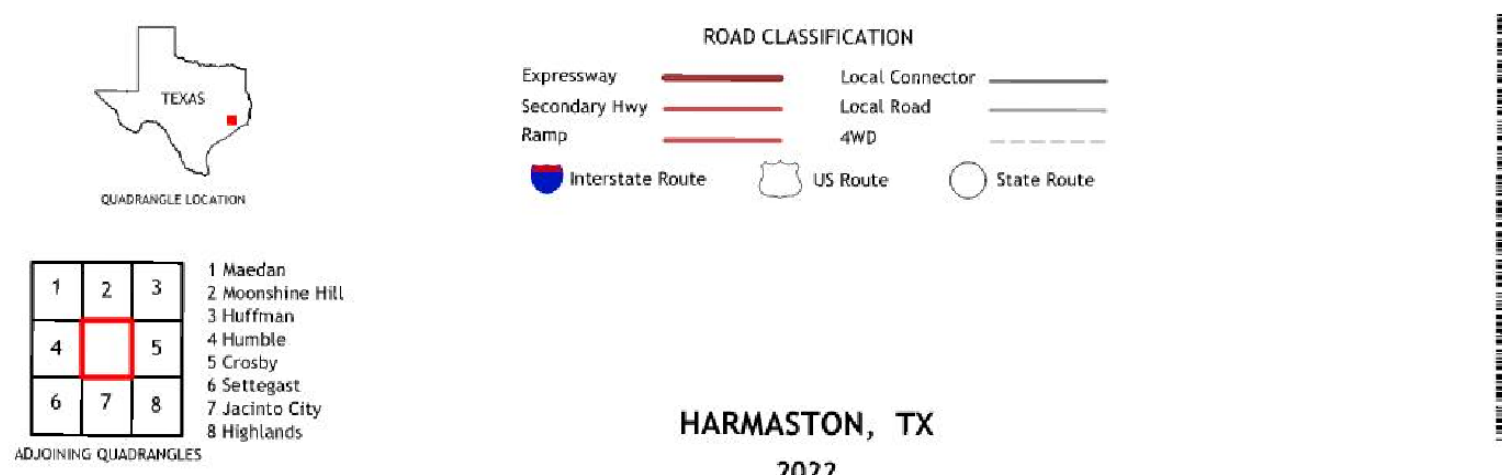 TEXAS
QUADRANGLE LOCATION
ROAD CLASSIFICATION
Expressway
Local Connector
Secondary Hwy
Local Road
Ramp
4WD
Interstate Route
US Route
State Route
1 2 3
4 5
6 7 8
1 Maedan
2 Moonshine Hill
3 Huffman
4 Humble
5 Crosby
6 Settegast
7 Jacinto City
8 Highlands
ADJOINING QUADRANGLES
HARMASTON, TX
2022